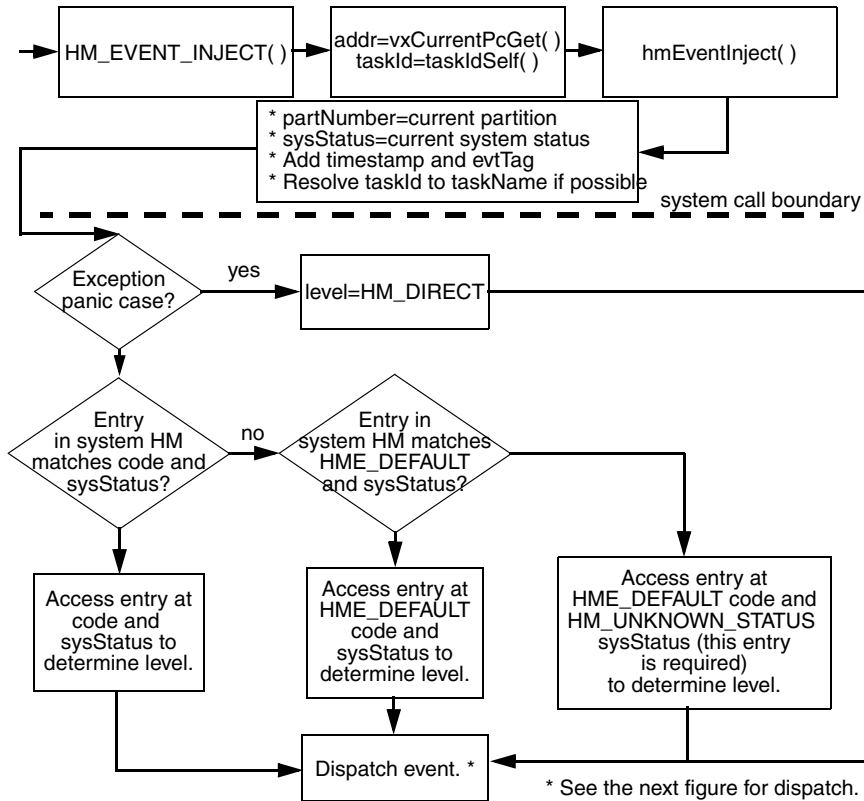 HM_EVENT_INJECT( )
addr=vxCurrentPcGet( )
taskId=taskIdSelf( )
hmEventInject( )
* partNumber=current partition
* sysStatus=current system status
* Add timestamp and evtTag
* Resolve taskId to taskName if possible
system call boundary
Exception
panic case?
yes
level=HM_DIRECT
Entry
in system HM
matches code and
sysStatus?
no
Entry in
system HM matches
HME_DEFAULT
and sysStatus?
Access entry at
code and
sysStatus to
determine level.
Access entry at
HME_DEFAULT
code and
sysStatus to
determine level.
Access entry at
HME_DEFAULT code and
HM_UNKNOWN_STATUS
sysStatus (this entry
is required)
to determine level.
Dispatch event. *
* See the next figure for dispatch.